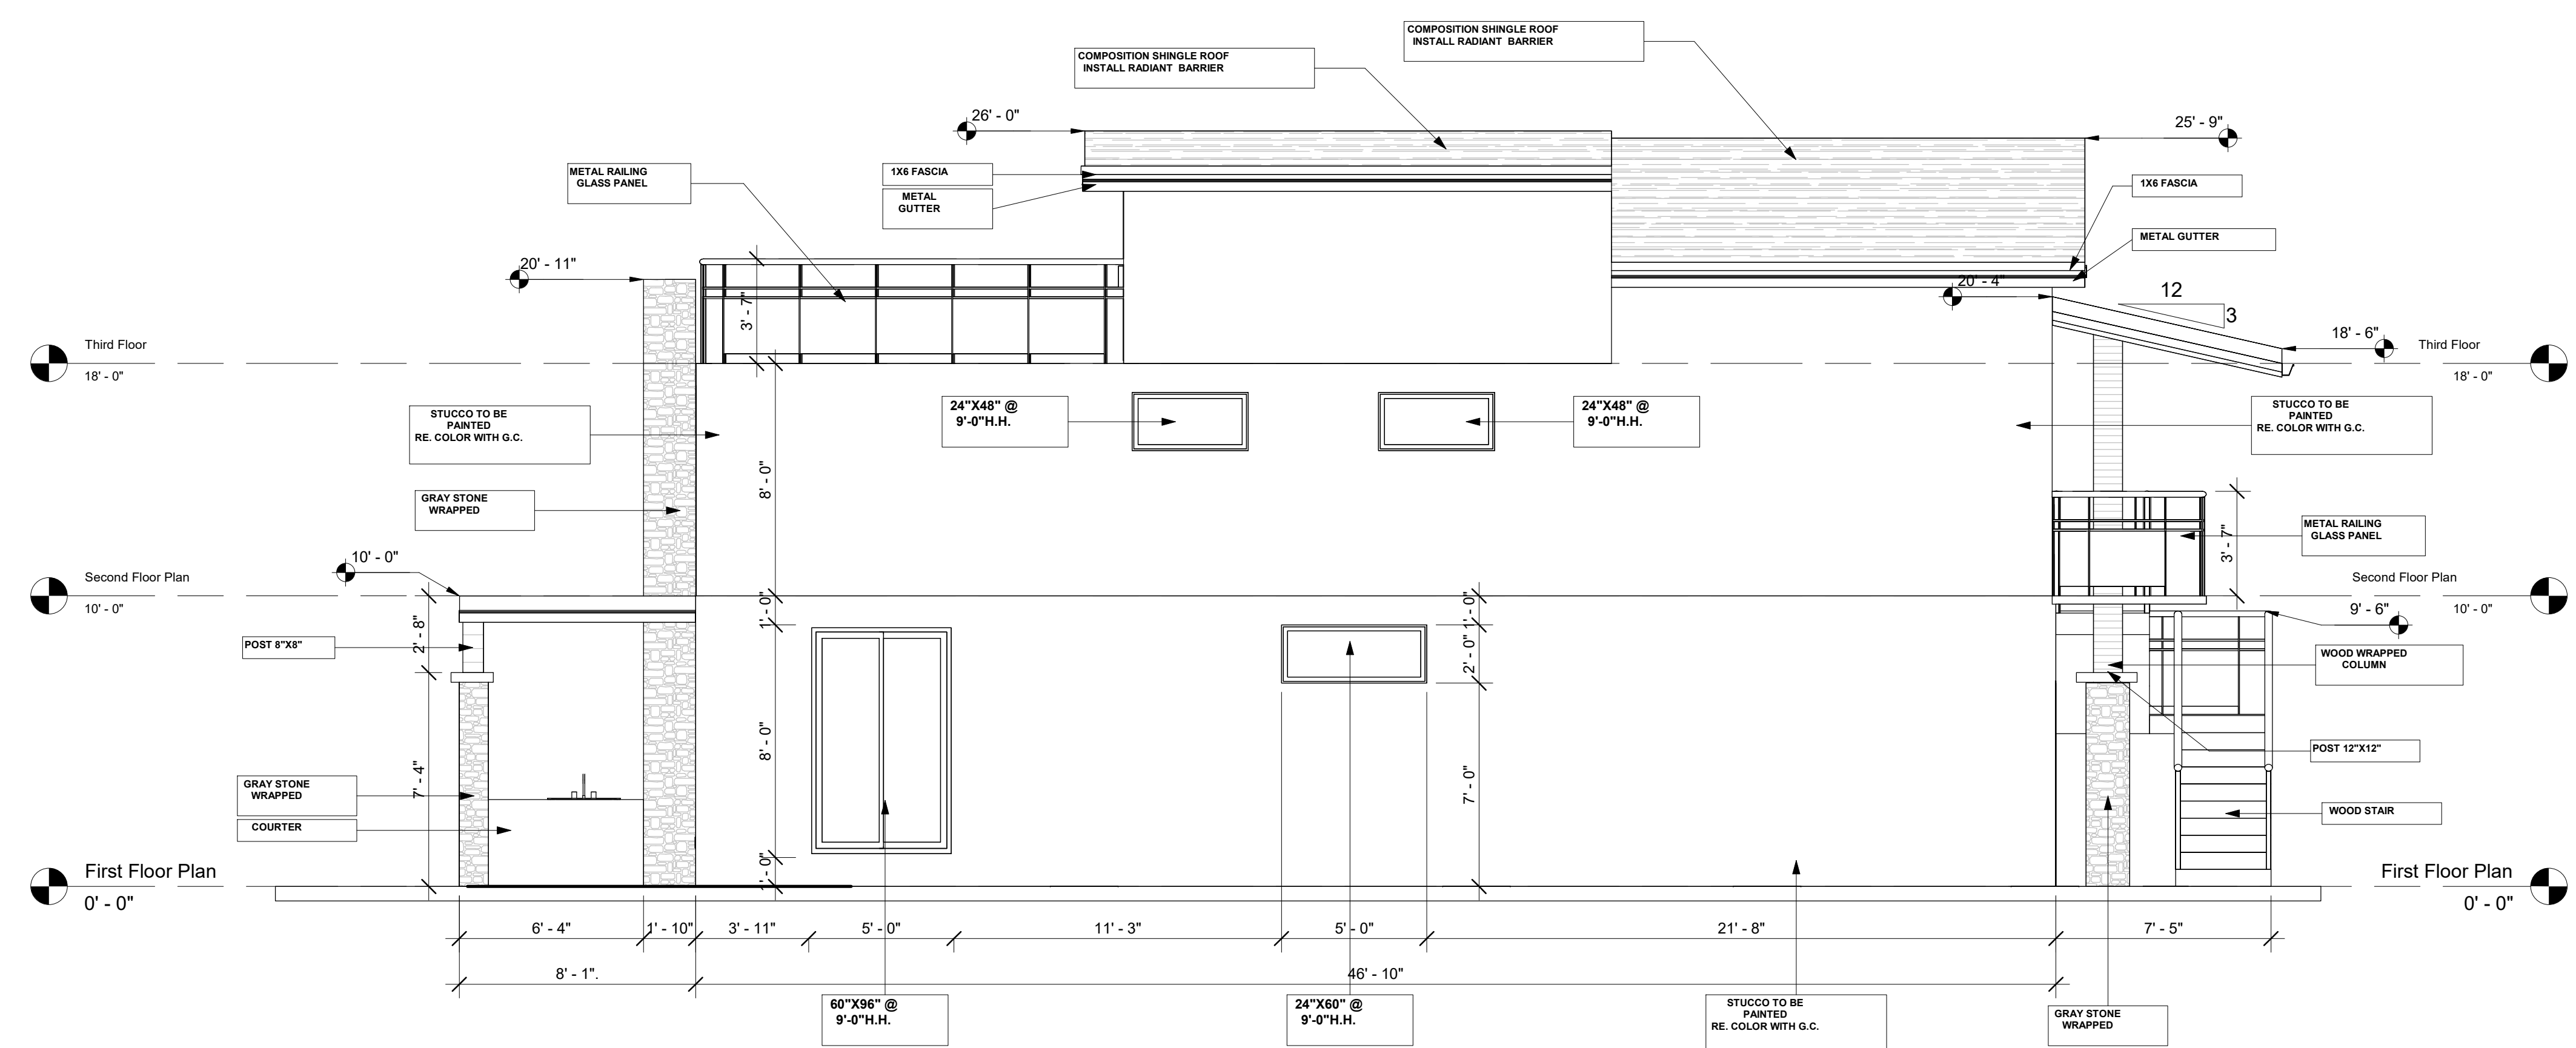 COMPOSITION SHINGLE ROOF
INSTALL RADIANT  BARRIER
COMPOSITION SHINGLE ROOF
INSTALL RADIANT  BARRIER
26' - 0"
25' - 9"
METAL RAILING
GLASS PANEL
1X6 FASCIA
METAL
GUTTER
1X6 FASCIA
METAL GUTTER
20' - 11"
3' - 7"
20' - 4"
12
3
18' - 6"
Third Floor
18' - 0"
Third Floor
18' - 0"
STUCCO TO BE
PAINTED
RE. COLOR WITH G.C.
24"X48" @
9'-0"H.H.
24"X48" @
9'-0"H.H.
STUCCO TO BE
PAINTED
RE. COLOR WITH G.C.
8' - 0"
GRAY STONE
WRAPPED
METAL RAILING
GLASS PANEL
3' - 7"
10' - 0"
Second Floor Plan
10' - 0"
Second Floor Plan
10' - 0"
9' - 6"
1' - 0"
1' - 0"
POST 8"X8"
2' - 8"
2' - 0"
WOOD WRAPPED
COLUMN
8' - 0"
POST 12"X12"
7' - 4"
7' - 0"
GRAY STONE
WRAPPED
COURTER
WOOD STAIR
1' - 0"
First Floor Plan
0' - 0"
First Floor Plan
0' - 0"
6' - 4"
1' - 10"
3' - 11"
5' - 0"
11' - 3"
5' - 0"
21' - 8"
7' - 5"
8' - 1".
46' - 10"
60"X96" @
9'-0"H.H.
24"X60" @
9'-0"H.H.
STUCCO TO BE
PAINTED
RE. COLOR WITH G.C.
GRAY STONE
WRAPPED